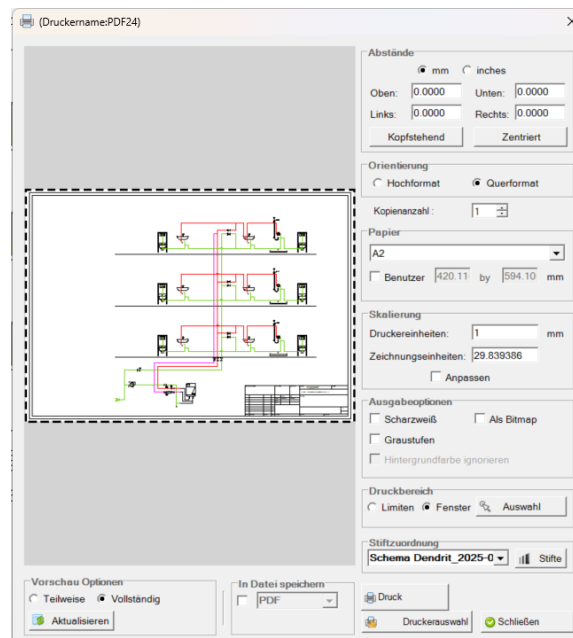 (Druckername:PDF24)
Abstände
mm inches
Oben: 0.0000 Unten: 0.0000
Links: 0.0000 Rechts: 0.0000
Kopfstehend Zentriert
Orientierung
Hochformat Querformat
Kopienanzahl : 1
Papier
A2
Benutzer 420.11 by 594.10 mm
Skalierung
Druckereinheiten: 1 mm
Zeichnungseinheiten: 29.839386
Anpassen
Ausgabeoptionen
Scharzweiß Als Bitmap
Graustufen
Hintergrundfarbe ignorieren
Druckbereich
Limiten Fenster Auswahl
Stiftzuordnung
Schema Dendrit_2025-0 Stifte
Vorschau Optionen
Teilweise Vollständig
Aktualisieren
In Datei speichern
PDF
Druck
Druckerauswahl Schließen